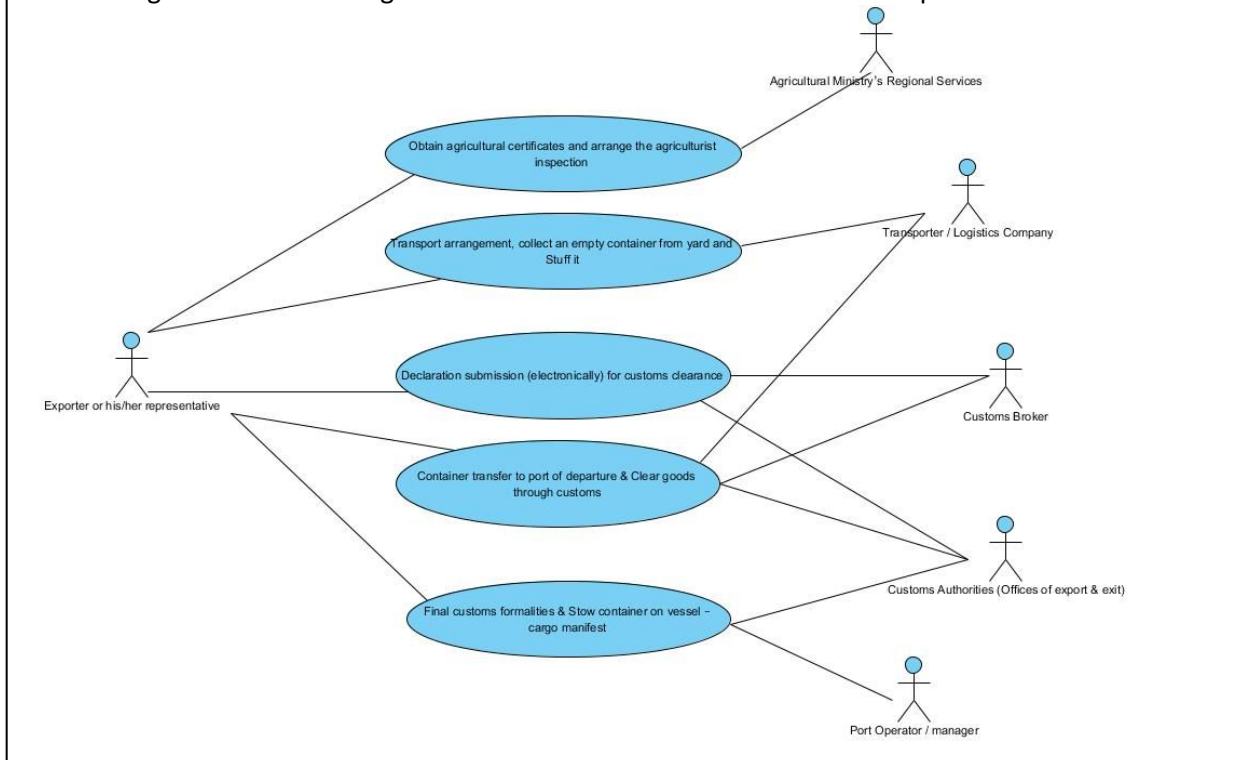 Agricultural Ministry's Regional Services
Obtain agricultural certificates and arrange the agriculturist
inspection
Transporter / Logistics Company
Transport arrangement, collect an empty container from yard and
Stuff it
Declaration submission (electronically) for customs clearance
Exporter or his/her representative
Customs Broker
Container transfer to port of departure & Clear goods
through customs
Customs Authorities (Offices of export & exit)
Final customs formalities & Stow container on vessel –
cargo manifest
Port Operator / manager